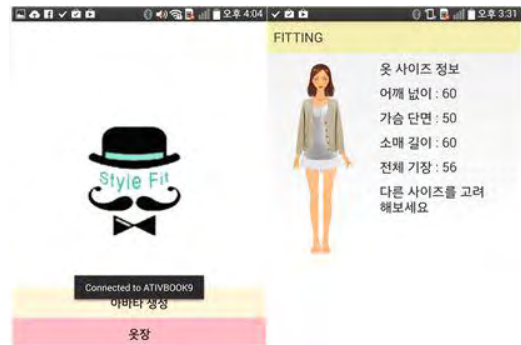 오후 4:04
Style Fit
Connected to ATIVBOOK9
아바타 생성
옷장
오후 3:31
FITTING
옷 사이즈 정보
어깨 넓이 : 60
가슴 단면 : 50
소매 길이 : 60
전체 기장 : 56
다른 사이즈를 고려
해보세요